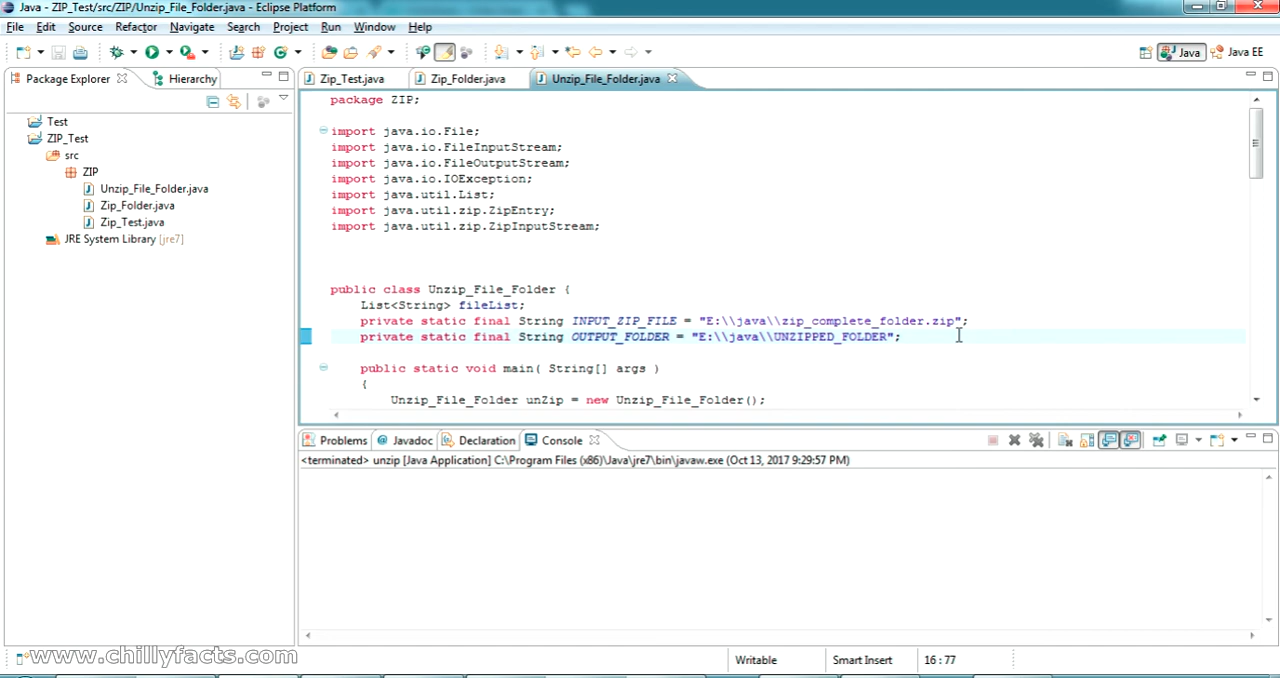 Java - ZIP_Test/src/ZIP/Unzip_File_Folder.java - Eclipse Platform
File Edit Source Refactor Navigate Search Project Run Window Help
Java Java EE
Package Explorer Hierarchy
Zip_Test.java Zip_Folder.java Unzip_File_Folder.java
Test
ZIP_Test
src
ZIP
Unzip_File_Folder.java
Zip_Folder.java
Zip_Test.java
JRE System Library [jre7]
package ZIP;
import java.io.File;
import java.io.FileInputStream;
import java.io.FileOutputStream;
import java.io.IOException;
import java.util.List;
import java.util.zip.ZipEntry;
import java.util.zip.ZipInputStream;
public class Unzip_File_Folder {
List<String> fileList;
private static final String INPUT_ZIP_FILE = "E:\\java\\zip_complete_folder.zip";
private static final String OUTPUT_FOLDER = "E:\\java\\UNZIPPED_FOLDER";
public static void main( String[] args )
{
Unzip_File_Folder unZip = new Unzip_File_Folder();
Problems Javadoc Declaration Console
<terminated> unzip [Java Application] C:\Program Files (x86)\Java\jre7\bin\javaw.exe (Oct 13, 2017 9:29:57 PM)
www.chillyfacts.com
Writable Smart Insert 16 : 77